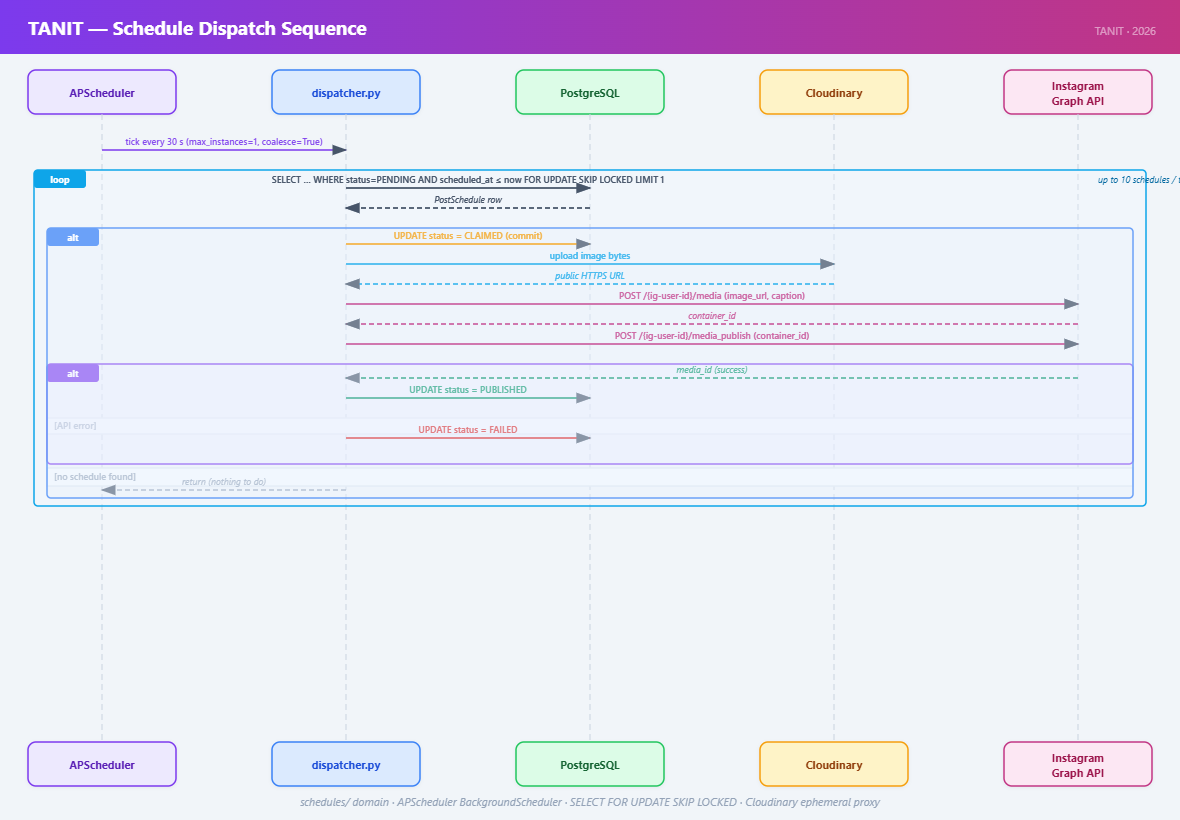 TANIT — Schedule Dispatch Sequence
TANIT · 2026
APScheduler
dispatcher.py
PostgreSQL
Cloudinary
Instagram
Graph API
tick every 30 s (max_instances=1, coalesce=True)
loop
SELECT ... WHERE status=PENDING AND scheduled_at ≤ now FOR UPDATE SKIP LOCKED LIMIT 1
up to 10 schedules /
PostSchedule row
alt
UPDATE status = CLAIMED (commit)
upload image bytes
public HTTPS URL
POST /{ig-user-id}/media (image_url, caption)
container_id
POST /{ig-user-id}/media_publish (container_id)
alt
media_id (success)
UPDATE status = PUBLISHED
[API error]
UPDATE status = FAILED
[no schedule found]
return (nothing to do)
APScheduler
dispatcher.py
PostgreSQL
Cloudinary
Instagram
Graph API
schedules/ domain · APScheduler BackgroundScheduler · SELECT FOR UPDATE SKIP LOCKED · Cloudinary ephemeral proxy